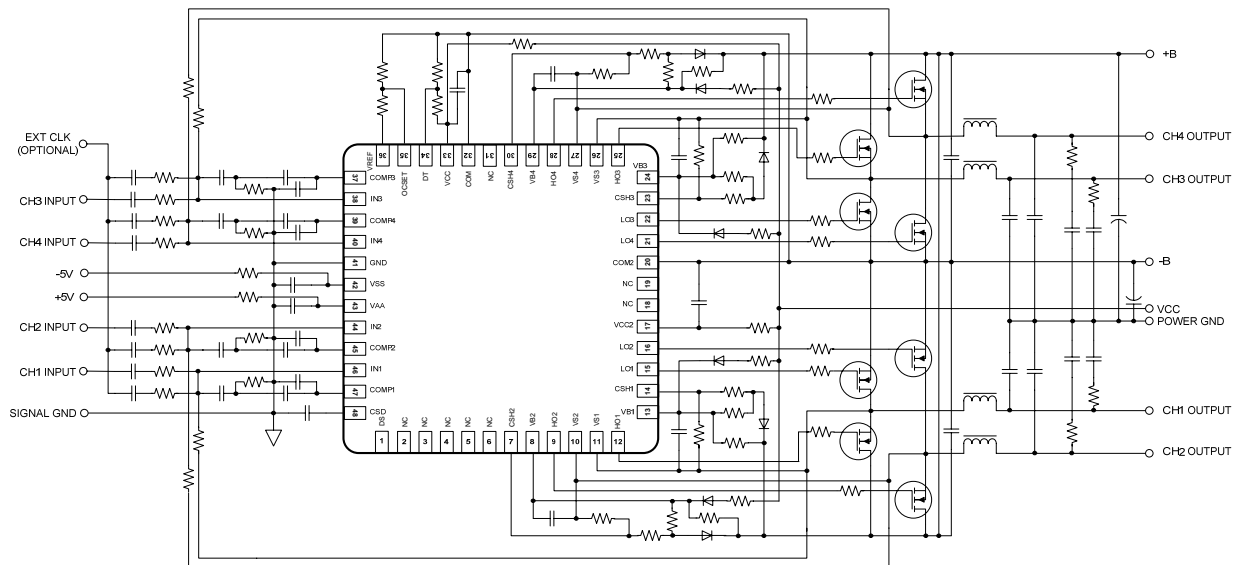 EXT CLK
(OPTIONAL)
CH3 INPUT
CH4 INPUT
-5V
+5V
CH2 INPUT
CH1 INPUT
SIGNAL GND
36 VREF
35 OCSET
34 DT
33 VCC
32 COM
31 NC
30 CSH4
29 VB4
28 HO4
27 VS4
26 VS3
25 HO3
37 COMP3
38 IN3
39 COMP4
40 IN4
41 GND
42 VSS
43 VAA
44 IN2
45 COMP2
46 IN1
47 COMP1
48 CSD
VB3 24
CSH3 23
LO3 22
LO4 21
COM2 20
NC 19
NC 18
VCC2 17
LO2 16
LO1 15
CSH1 14
VB1 13
DS 1
NC 2
NC 3
NC 4
NC 5
NC 6
CSH2 7
VB2 8
HO2 9
VS2 10
VS1 11
HO1 12
+B
CH4 OUTPUT
CH3 OUTPUT
-B
VCC
POWER GND
CH1 OUTPUT
CH2 OUTPUT